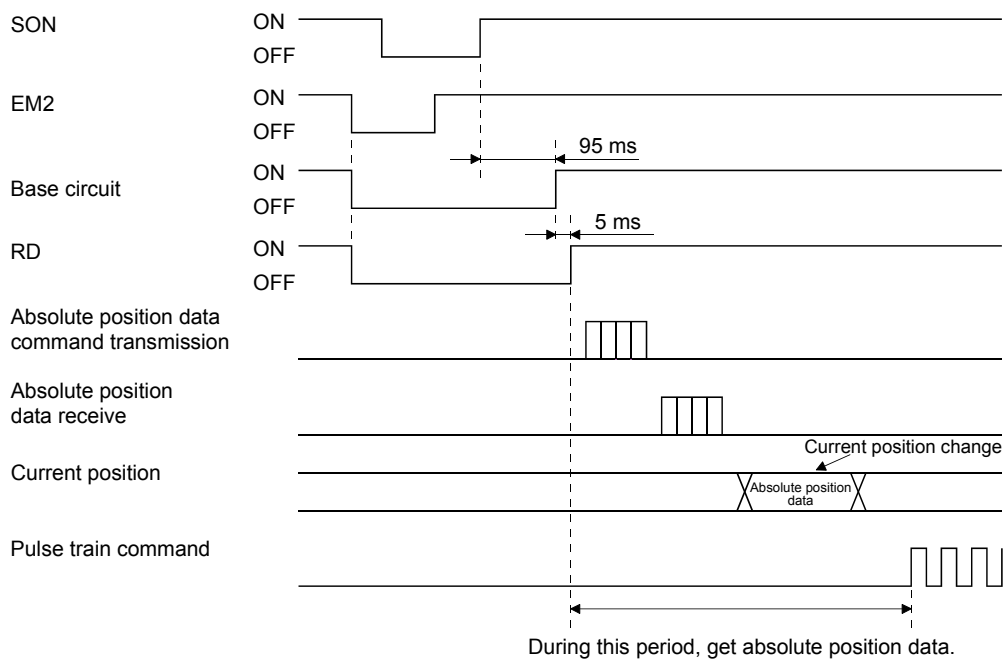 SON
ON
OFF
EM2
ON
OFF
95 ms
Base circuit
ON
OFF
5 ms
RD
ON
OFF
Absolute position data
command transmission
Absolute position
data receive
Current position change
Current position
Absolute position
data
Pulse train command
During this period, get absolute position data.